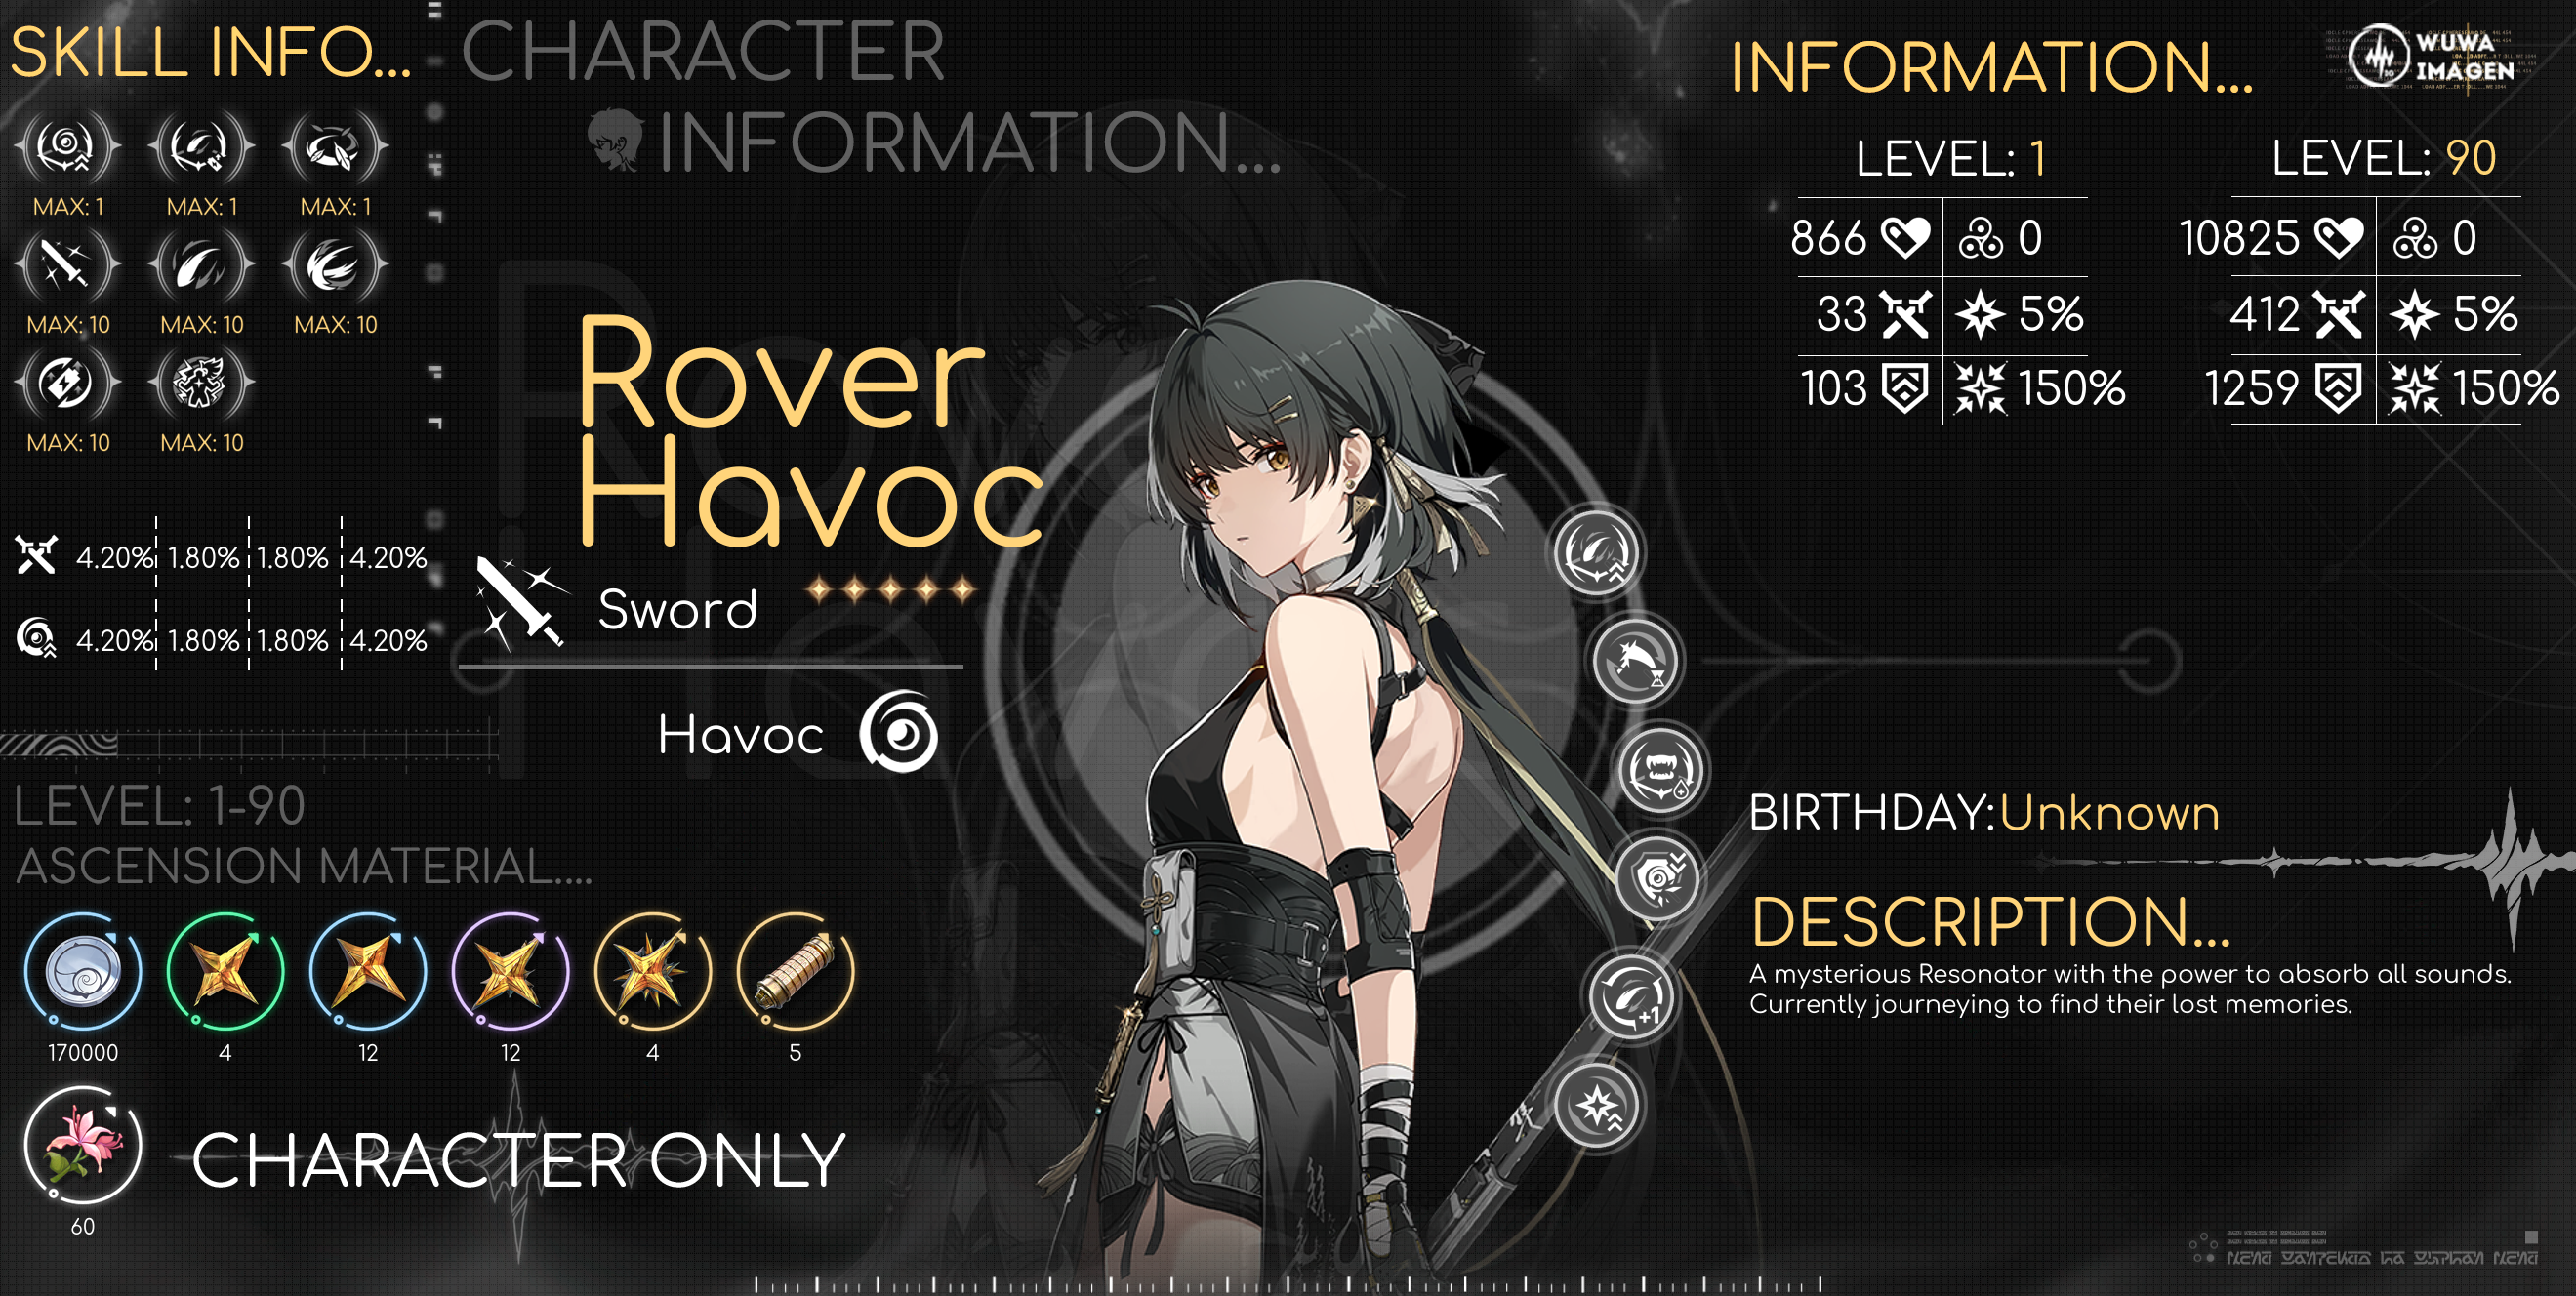 SKILL INFO...
MAX: 1 MAX: 1 MAX: 1
MAX: 10 MAX: 10 MAX: 10
MAX: 10 MAX: 10
4.20% 1.80% 1.80% 4.20%
4.20% 1.80% 1.80% 4.20%
CHARACTER
INFORMATION...
Rover
Havoc
Sword
Havoc
LEVEL: 1-90
ASCENSION MATERIAL....
170000 4 12 12 4 5
60
CHARACTER ONLY
+1
INFORMATION...
WUWA
IMAGEN
LEVEL: 1
866 0
33 5%
103 150%
LEVEL: 90
10825 0
412 5%
1259 150%
BIRTHDAY:Unknown
DESCRIPTION...
A mysterious Resonator with the power to absorb all sounds.
Currently journeying to find their lost memories.